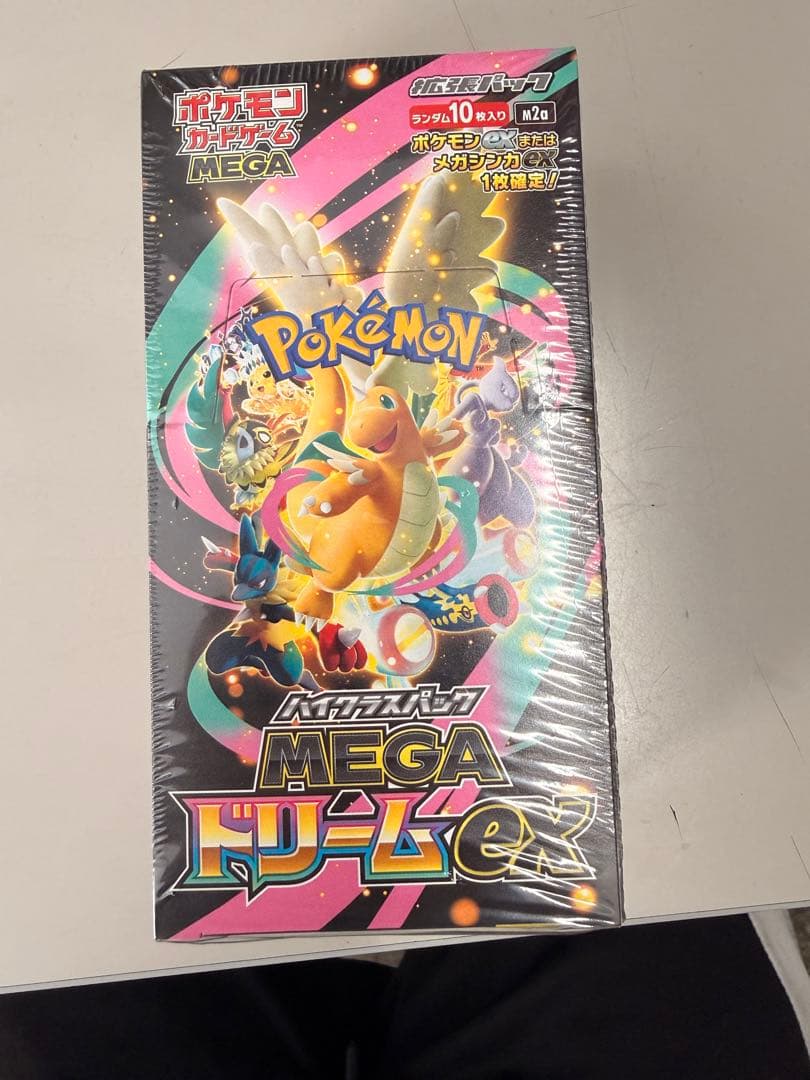 ポケモン
カードゲーム
MEGA
拡張パック
ランダム10枚入り
M2a
ポケモンexまたは
メガシンカex
1枚確定!
POKéMON
TM
ハイクラスパック
MEGA
ドリームex